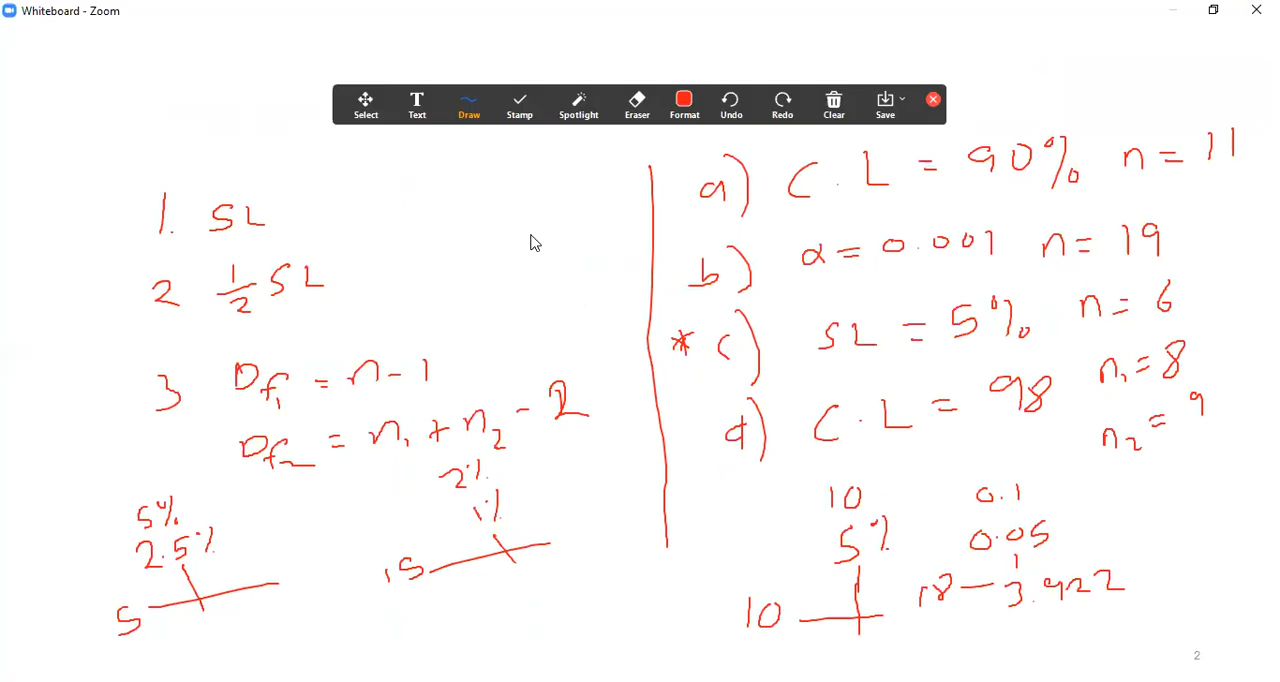 Whiteboard - Zoom
Select Text Draw Stamp Spotlight Eraser Format Undo Redo Clear Save
1. SL
2 1/2 SL
3 Df1 = n - 1
Df2 = n1 + n2 - 2
5%
2.5%
5
2%
1%
15
a) C.L = 90% n = 11
b) α = 0.001 n = 19
* c) SL = 5% n = 6
d) C.L = 98 n1 = 8
n2 = 9
10 0.1
5% 0.05
10
18 — 3.922
2